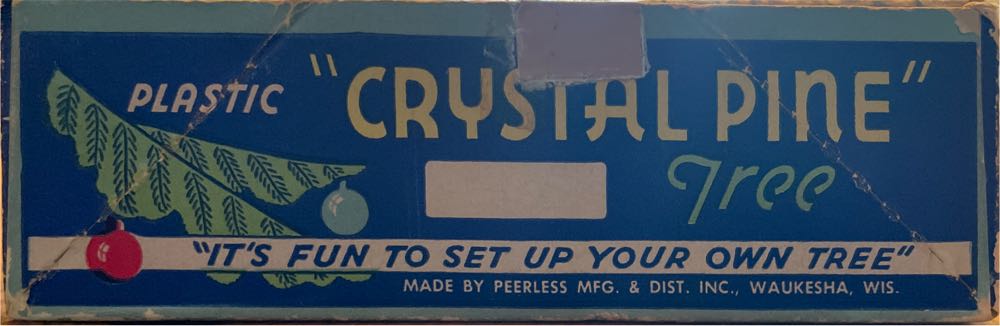 PLASTIC "CRYSTAL PINE"
Tree
"IT'S FUN TO SET UP YOUR OWN TREE"
MADE BY PEERLESS MFG. & DIST. INC., WAUKESHA, WIS.